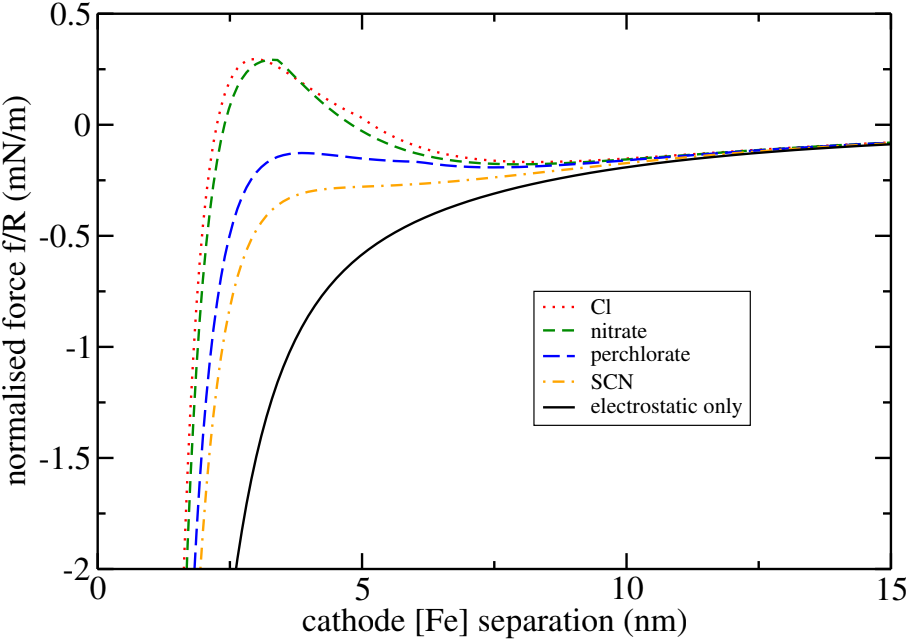 normalised force f/R (mN/m)
0.5
0
-0.5
-1
-1.5
-2
Cl
nitrate
perchlorate
SCN
electrostatic only
0 5 10 15
cathode [Fe] separation (nm)